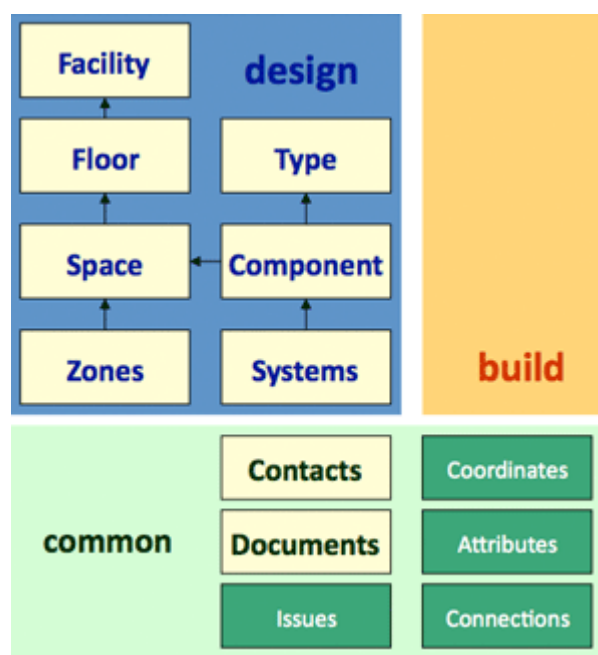 Facility
design
Floor
Type
Space
Component
Zones
Systems
build
Contacts
Coordinates
common
Documents
Attributes
Issues
Connections